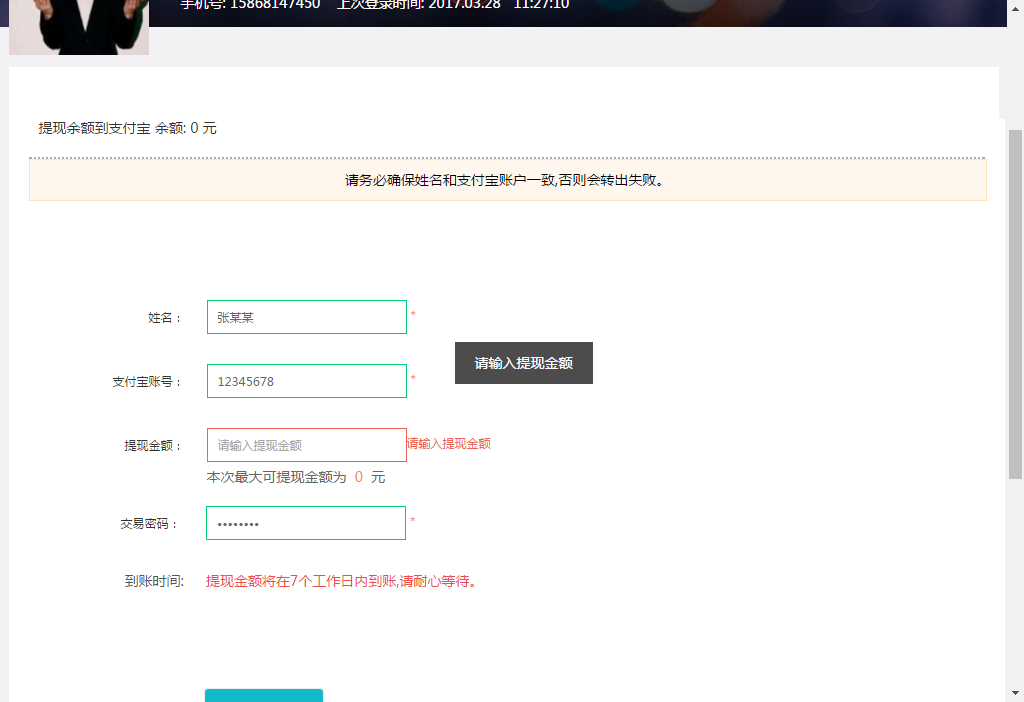 手机号: 15868147450 上次登录时间: 2017.03.28 11:27:10
提现余额到支付宝 余额: 0 元
请务必确保姓名和支付宝账户一致,否则会转出失败。
姓名： 张某某 *
请输入提现金额
支付宝账号： 12345678 *
提现金额： 请输入提现金额 请输入提现金额
本次最大可提现金额为 0 元
交易密码： •••••••• *
到账时间: 提现金额将在7个工作日内到账,请耐心等待。